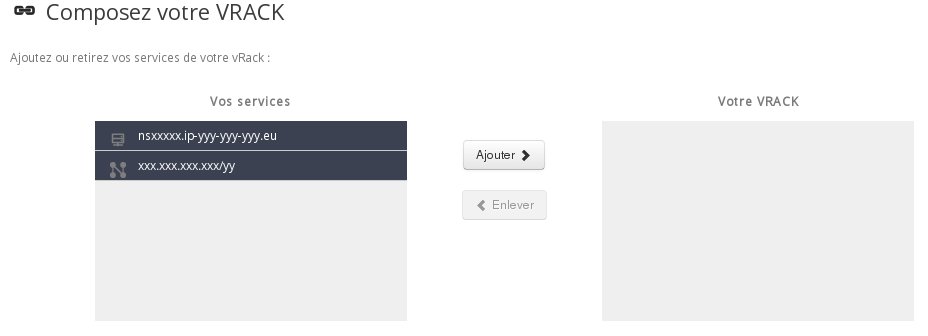 Composez votre VRACK
Ajoutez ou retirez vos services de votre vRack :
Vos services
Votre VRACK
nsxxxxx.ip-yyy-yyy-yyy.eu
xxx.xxx.xxx.xxx/yy
Ajouter
Enlever